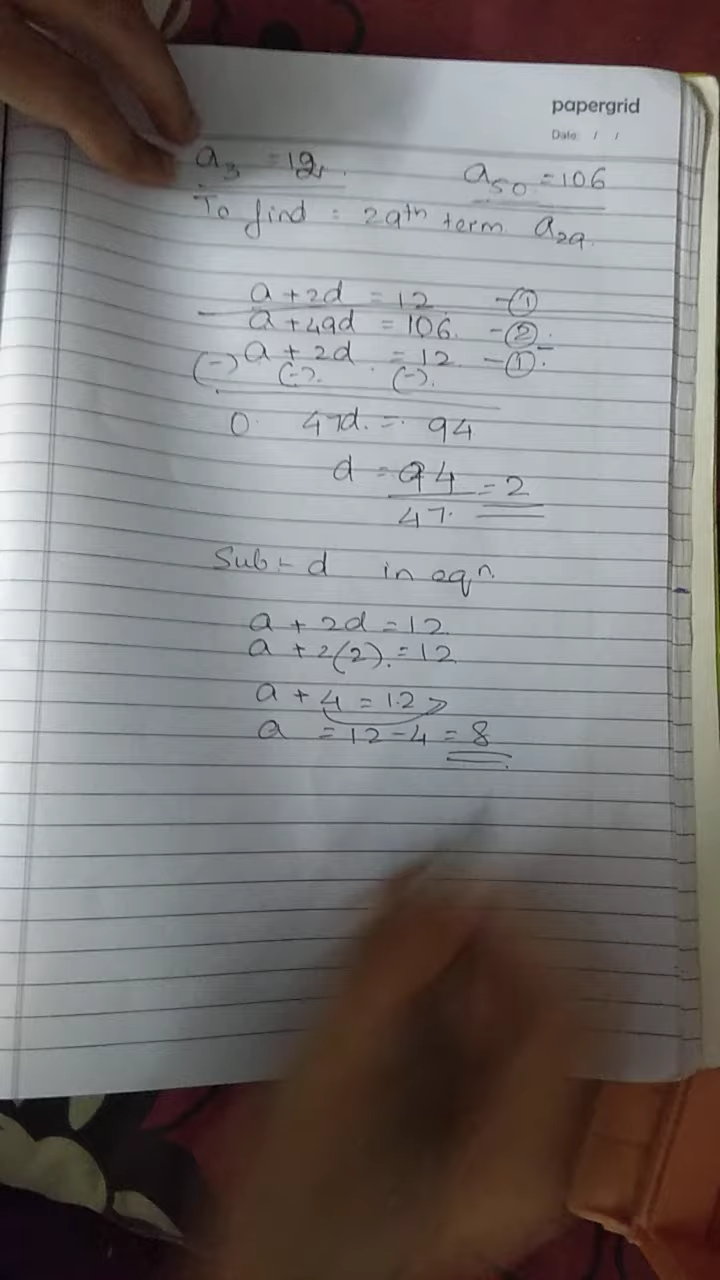 papergrid
Date: / /
a₃ = 12. a₅₀ = 106
To find = 29th term a₂₉.
a + 2d = 12 -①
a + 49d = 106. -②.
a + 2d. = 12 -①.
(-) (-). (-).
0. 47d. = 94
d = 94/47. = 2
Sub - d in eqⁿ.
a + 2d = 12.
a + 2(2). = 12
a + 4 = 12
a = 12 - 4 = 8